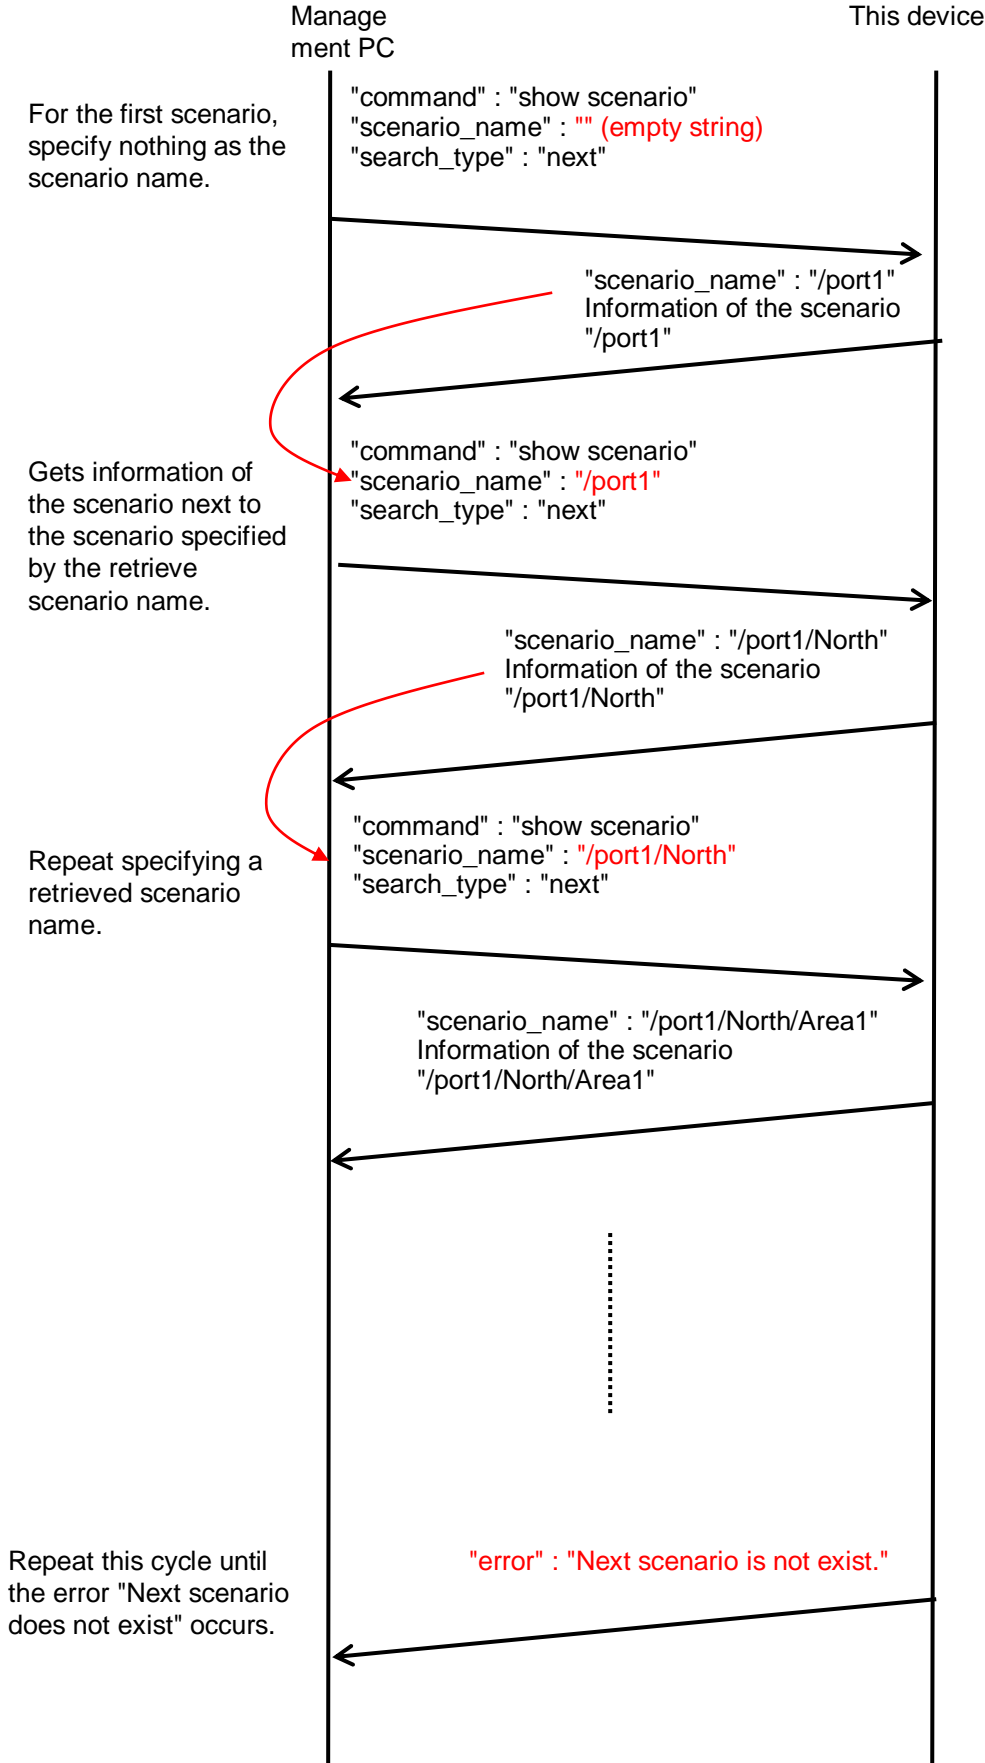 Manage
ment PC
This device
For the first scenario,
specify nothing as the
scenario name.
"command" : "show scenario"
"scenario_name" : "" (empty string)
"search_type" : "next"
"scenario_name" : "/port1"
Information of the scenario
"/port1"
Gets information of
the scenario next to
the scenario specified
by the retrieve
scenario name.
"command" : "show scenario"
"scenario_name" : "/port1"
"search_type" : "next"
"scenario_name" : "/port1/North"
Information of the scenario
"/port1/North"
Repeat specifying a
retrieved scenario
name.
"command" : "show scenario"
"scenario_name" : "/port1/North"
"search_type" : "next"
"scenario_name" : "/port1/North/Area1"
Information of the scenario
"/port1/North/Area1"
Repeat this cycle until
the error "Next scenario
does not exist" occurs.
"error" : "Next scenario is not exist."